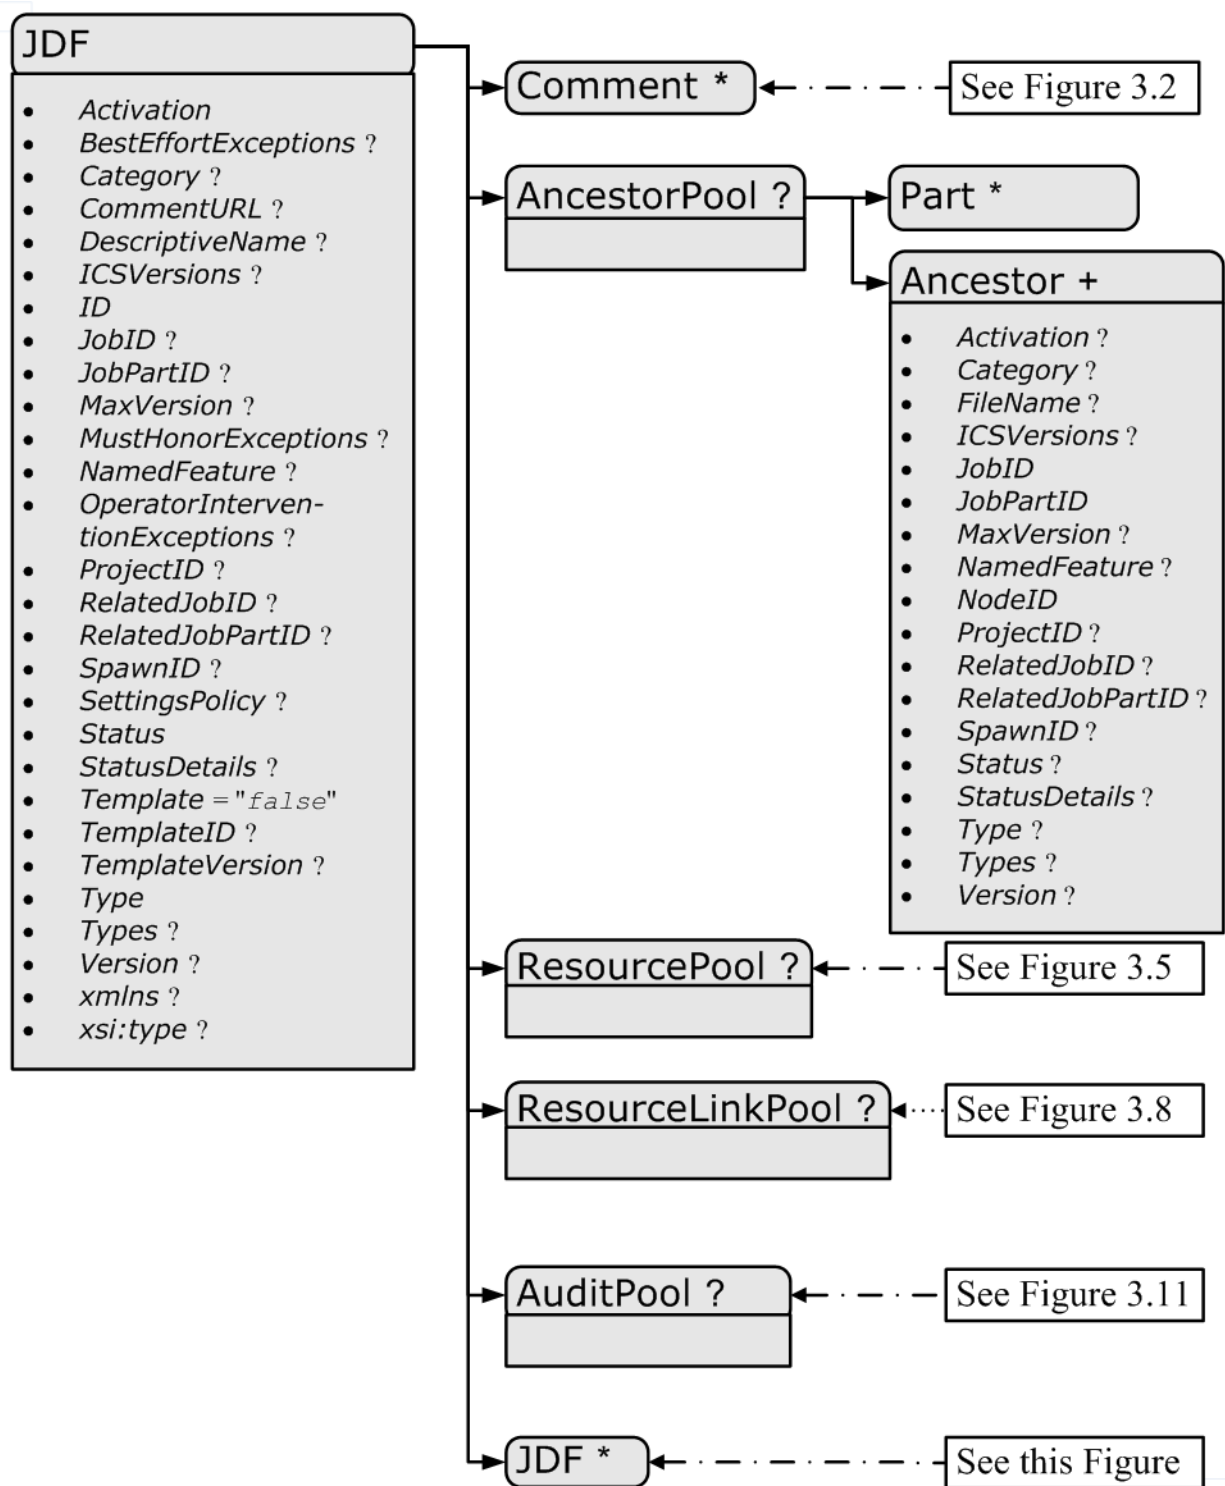 JDF
• Activation
• BestEffortExceptions ?
• Category ?
• CommentURL ?
• DescriptiveName ?
• ICSVersions ?
• ID
• JobID ?
• JobPartID ?
• MaxVersion ?
• MustHonorExceptions ?
• NamedFeature ?
• OperatorInterven-
tionExceptions ?
• ProjectID ?
• RelatedJobID ?
• RelatedJobPartID ?
• SpawnID ?
• SettingsPolicy ?
• Status
• StatusDetails ?
• Template = "false"
• TemplateID ?
• TemplateVersion ?
• Type
• Types ?
• Version ?
• xmlns ?
• xsi:type ?
Comment *
See Figure 3.2
AncestorPool ?
Part *
Ancestor +
• Activation ?
• Category ?
• FileName ?
• ICSVersions ?
• JobID
• JobPartID
• MaxVersion ?
• NamedFeature ?
• NodeID
• ProjectID ?
• RelatedJobID ?
• RelatedJobPartID ?
• SpawnID ?
• Status ?
• StatusDetails ?
• Type ?
• Types ?
• Version ?
ResourcePool ?
See Figure 3.5
ResourceLinkPool ?
See Figure 3.8
AuditPool ?
See Figure 3.11
JDF *
See this Figure